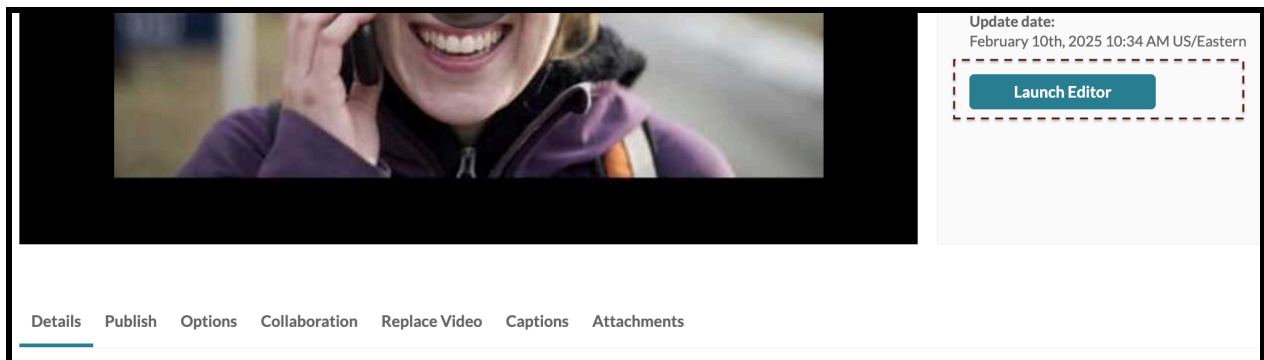 Update date:
February 10th, 2025 10:34 AM US/Eastern
Launch Editor
Details Publish Options Collaboration Replace Video Captions Attachments